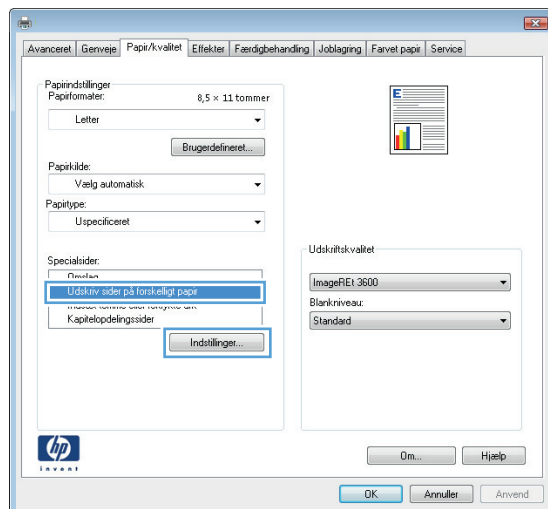 Avanceret Genveje Papir/kvalitet Effekter Færdigbehandling Joblagring Farvet papir Service
Papirindstillinger
Papirformater: 8,5 × 11 tommer
Letter
Brugerdefineret...
Papirkilde:
Vælg automatisk
Papirtype:
Uspecificeret
Specialsider:
Omslag
Udskriv sider på forskelligt papir
Kapitelopdelingssider
Indstillinger...
E
Udskriftskvalitet
ImageREt 3600
Blankniveau:
Standard
hp
invent
Om... Hjælp
OK Annuller Anvend